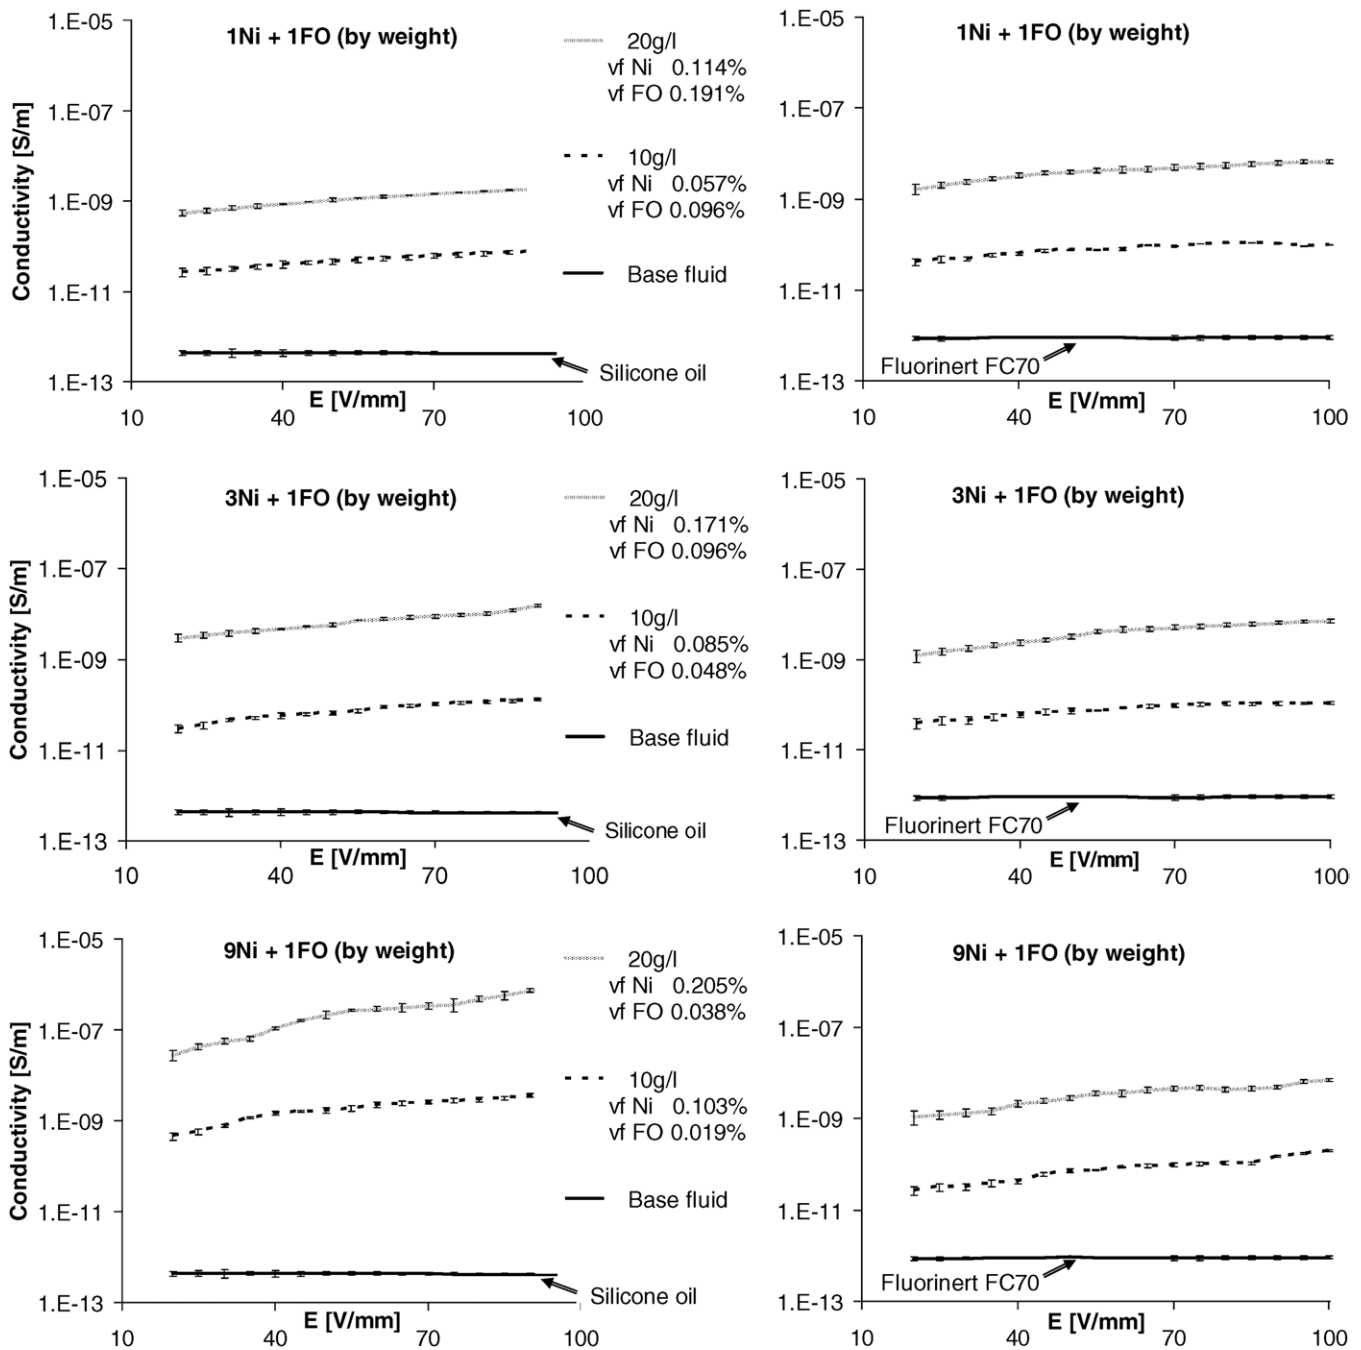 1Ni + 1FO (by weight)
Conductivity [S/m]
1.E-05
1.E-07
1.E-09
1.E-11
1.E-13
10
40
70
100
E [V/mm]
Silicone oil
20g/l
vf Ni 0.114%
vf FO 0.191%
10g/l
vf Ni 0.057%
vf FO 0.096%
Base fluid
1Ni + 1FO (by weight)
1.E-05
1.E-07
1.E-09
1.E-11
1.E-13
Fluorinert FC70
E [V/mm]
10
40
70
100
3Ni + 1FO (by weight)
Conductivity [S/m]
1.E-05
1.E-07
1.E-09
1.E-11
1.E-13
10
40
70
100
E [V/mm]
Silicone oil
20g/l
vf Ni 0.171%
vf FO 0.096%
10g/l
vf Ni 0.085%
vf FO 0.048%
Base fluid
3Ni + 1FO (by weight)
1.E-05
1.E-07
1.E-09
1.E-11
1.E-13
Fluorinert FC70
E [V/mm]
10
40
70
100
9Ni + 1FO (by weight)
Conductivity [S/m]
1.E-05
1.E-07
1.E-09
1.E-11
1.E-13
10
40
70
100
E [V/mm]
Silicone oil
20g/l
vf Ni 0.205%
vf FO 0.038%
10g/l
vf Ni 0.103%
vf FO 0.019%
Base fluid
9Ni + 1FO (by weight)
1.E-05
1.E-07
1.E-09
1.E-11
1.E-13
Fluorinert FC70
E [V/mm]
10
40
70
100